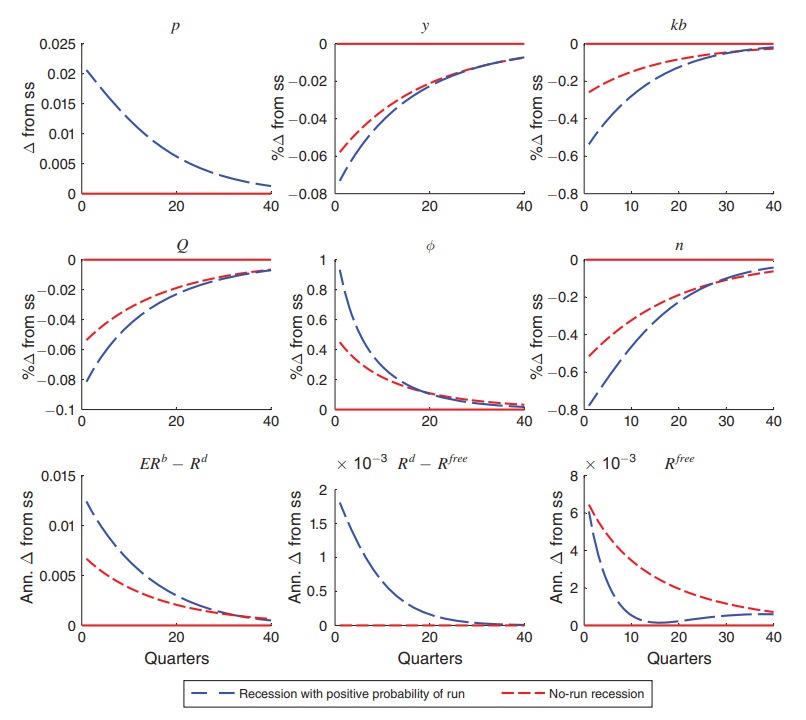 p y kb
0.025 0.02 0.015 0.01 0.005 0
Δ from ss
0 20 40
0 −0.02 −0.04 −0.06 −0.08
%Δ from ss
0 20 40
0 −0.2 −0.4 −0.6 −0.8
%Δ from ss
0 10 20 30 40
Q ϕ n
0 −0.02 −0.04 −0.06 −0.08 −0.1
%Δ from ss
0 20 40
1 0.8 0.6 0.4 0.2 0
%Δ from ss
0 20 40
0 −0.2 −0.4 −0.6 −0.8
%Δ from ss
0 10 20 30 40
ERᵇ − Rᵈ × 10⁻³ Rᵈ − Rᶠʳᵉᵉ × 10⁻³ Rᶠʳᵉᵉ
0.015 0.01 0.005 0
Ann. Δ from ss
0 20 40
Quarters
2 1.5 1 0.5 0
Ann. Δ from ss
0 20 40
Quarters
8 6 4 2 0
Ann. Δ from ss
0 10 20 30 40
Quarters
Recession with positive probability of run No-run recession